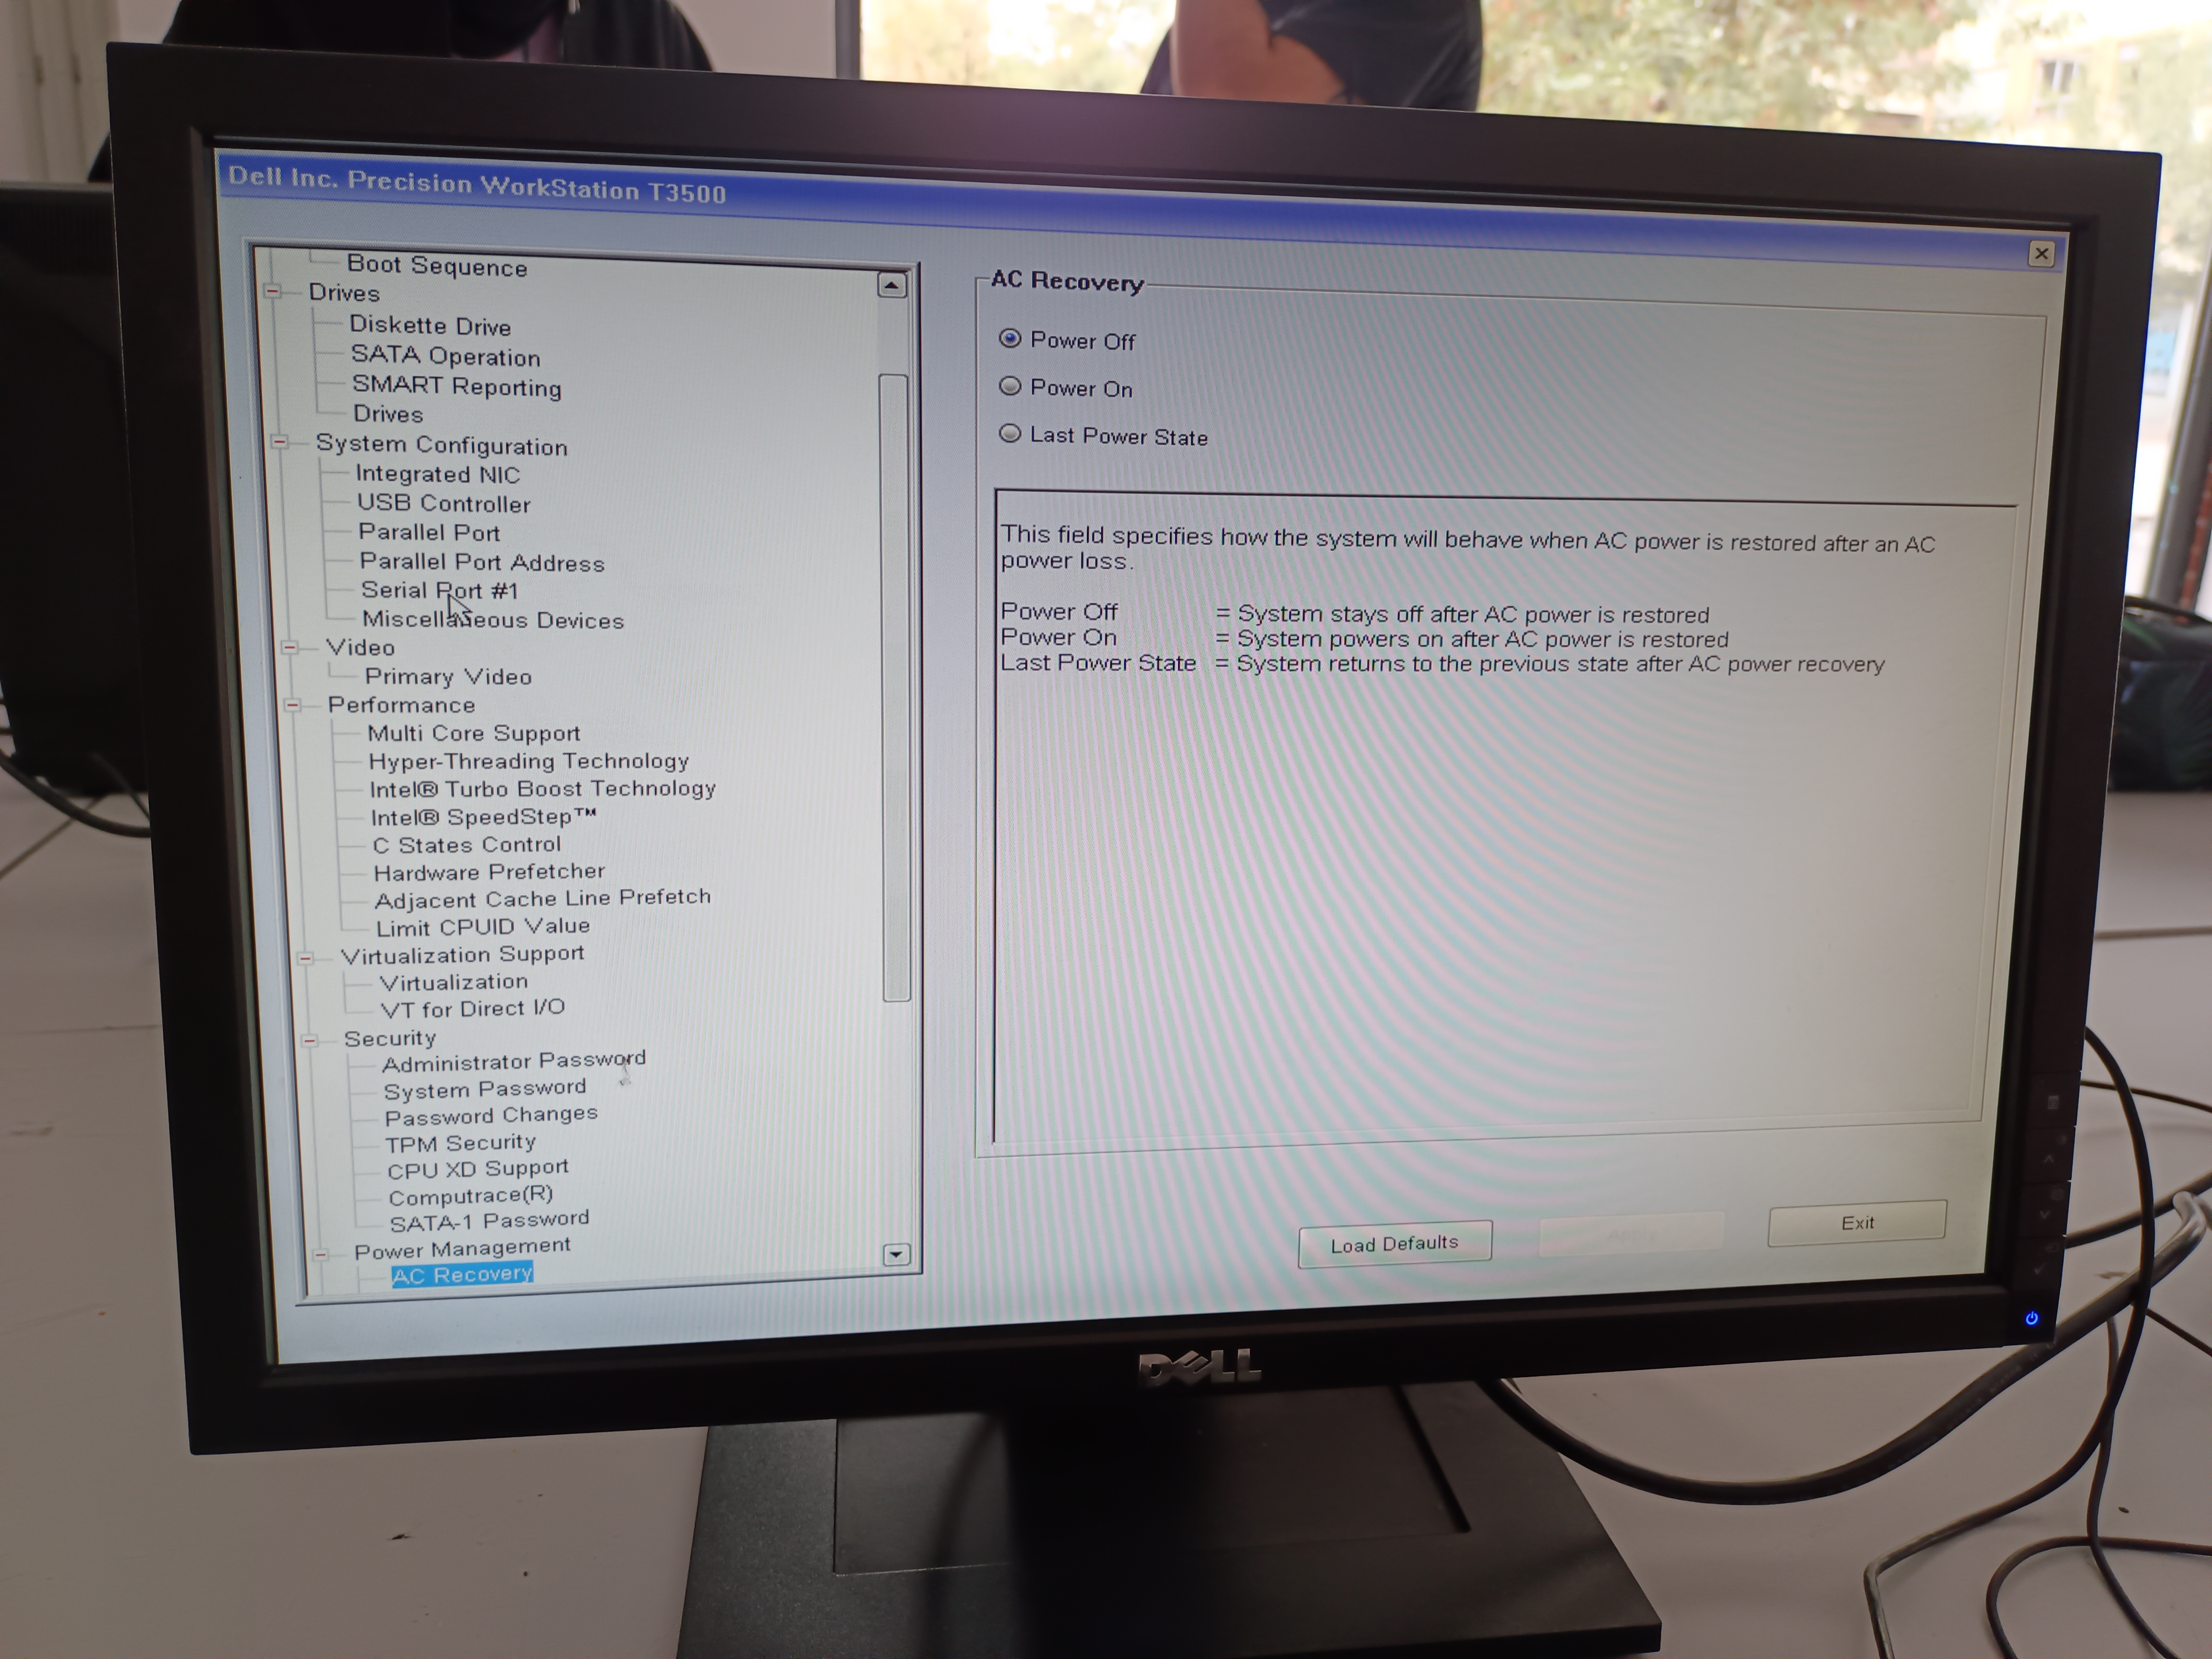 Dell Inc. Precision WorkStation T3500
Boot Sequence
Drives
Diskette Drive
SATA Operation
SMART Reporting
Drives
System Configuration
Integrated NIC
USB Controller
Parallel Port
Parallel Port Address
Serial Port #1
Miscellaneous Devices
Video
Primary Video
Performance
Multi Core Support
Hyper-Threading Technology
Intel® Turbo Boost Technology
Intel® SpeedStep™
C States Control
Hardware Prefetcher
Adjacent Cache Line Prefetch
Limit CPUID Value
Virtualization Support
Virtualization
VT for Direct I/O
Security
Administrator Password
System Password
Password Changes
TPM Security
CPU XD Support
Computrace(R)
SATA-1 Password
Power Management
AC Recovery
AC Recovery
Power Off
Power On
Last Power State
This field specifies how the system will behave when AC power is restored after an AC
power loss.
Power Off = System stays off after AC power is restored
Power On = System powers on after AC power is restored
Last Power State = System returns to the previous state after AC power recovery
Load Defaults
Exit
DELL